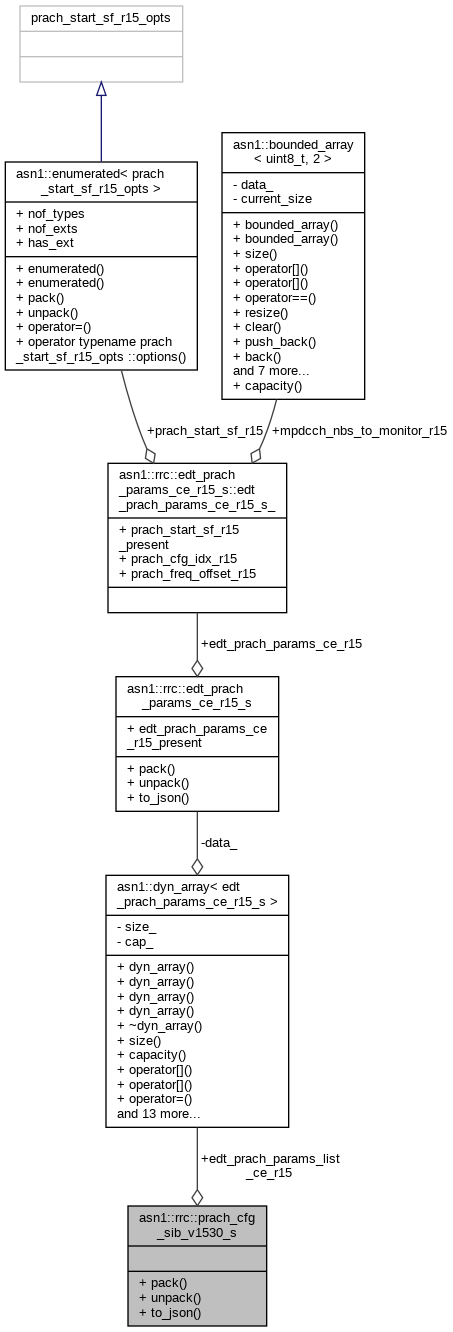 prach_start_sf_r15_opts
asn1::enumerated< prach
_start_sf_r15_opts >
+ nof_types
+ nof_exts
+ has_ext
+ enumerated()
+ enumerated()
+ pack()
+ unpack()
+ operator=()
+ operator typename prach
_start_sf_r15_opts ::options()
asn1::bounded_array
< uint8_t, 2 >
- data_
- current_size
+ bounded_array()
+ bounded_array()
+ size()
+ operator[]()
+ operator[]()
+ operator==()
+ resize()
+ clear()
+ push_back()
+ back()
and 7 more...
+ capacity()
+prach_start_sf_r15
+mpdcch_nbs_to_monitor_r15
asn1::rrc::edt_prach
_params_ce_r15_s::edt
_prach_params_ce_r15_s_
+ prach_start_sf_r15
_present
+ prach_cfg_idx_r15
+ prach_freq_offset_r15
+edt_prach_params_ce_r15
asn1::rrc::edt_prach
_params_ce_r15_s
+ edt_prach_params_ce
_r15_present
+ pack()
+ unpack()
+ to_json()
-data_
asn1::dyn_array< edt
_prach_params_ce_r15_s >
- size_
- cap_
+ dyn_array()
+ dyn_array()
+ dyn_array()
+ dyn_array()
+ ~dyn_array()
+ size()
+ capacity()
+ operator[]()
+ operator[]()
+ operator=()
and 13 more...
+edt_prach_params_list
_ce_r15
asn1::rrc::prach_cfg
_sib_v1530_s
+ pack()
+ unpack()
+ to_json()